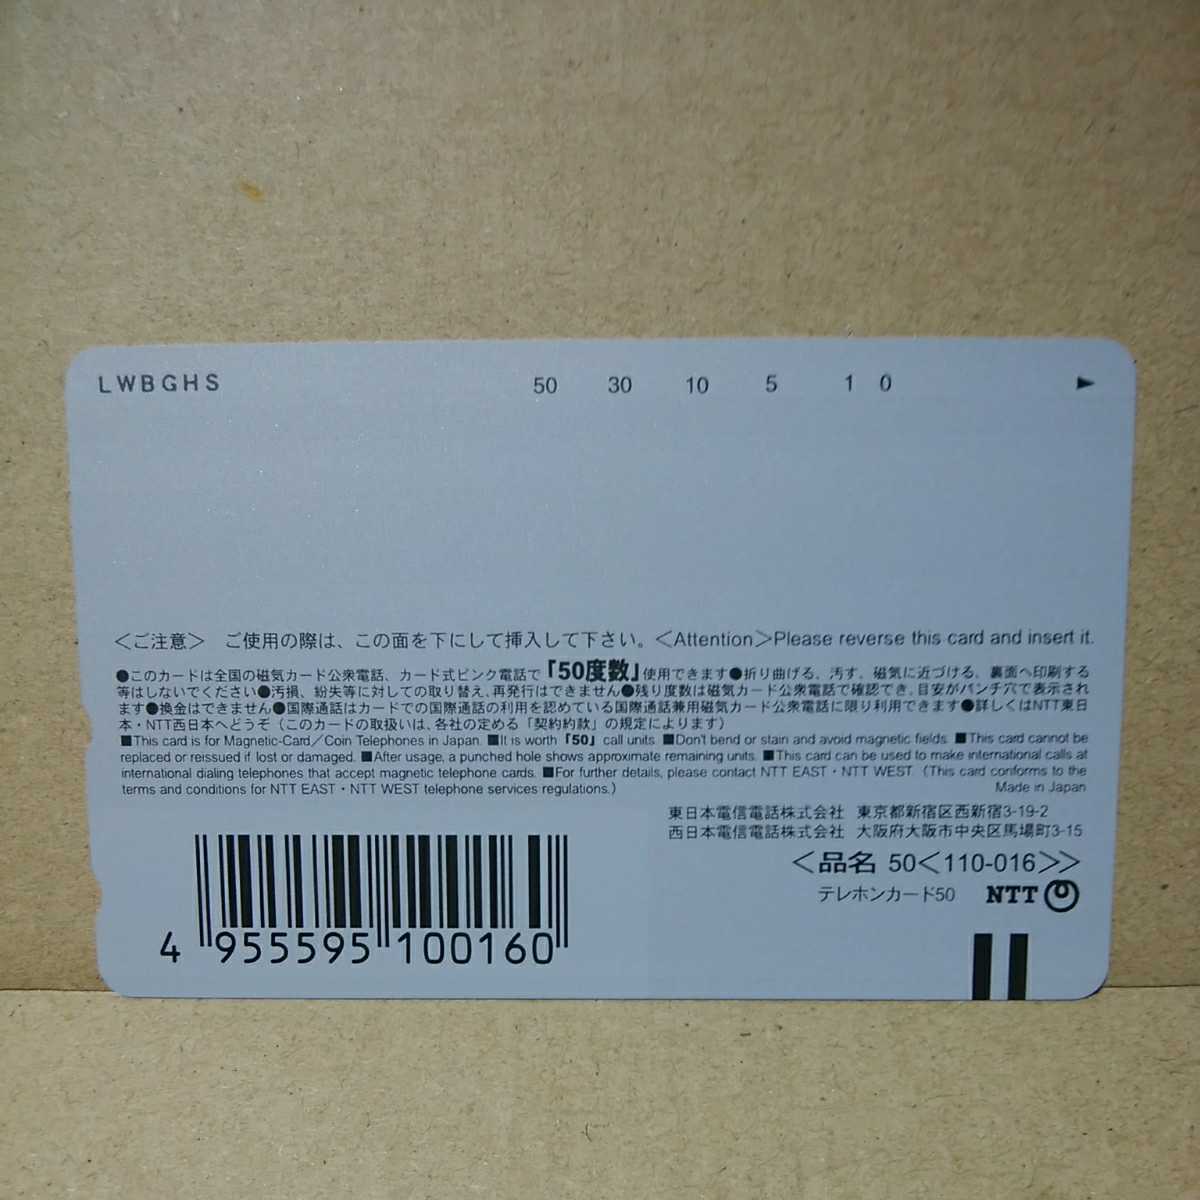 LWBGHS 50 30 10 5 1 0 ►
＜ご注意＞ ご使用の際は、この面を下にして挿入して下さい。＜Attention＞Please reverse this card and insert it.
●このカードは全国の磁気カード公衆電話、カード式ピンク電話で「50度数」使用できます●折り曲げる、汚す、磁気に近づける、裏面へ印刷する
等はしないでください●汚損、紛失等に対しての取り替え、再発行はできません●残り度数は磁気カード公衆電話で確認でき、目安がパンチ穴で表示され
ます●換金はできません●国際通話はカードでの国際通話の利用を認めている国際通話兼用磁気カード公衆電話に限り利用できます●詳しくはNTT東日
本・NTT西日本へどうぞ（このカードの取扱いは、各社の定める「契約約款」の規定によります）
■This card is for Magnetic-Card／Coin Telephones in Japan. ■It is worth「50」call units. ■Don't bend or stain and avoid magnetic fields. ■This card cannot be
replaced or reissued if lost or damaged. ■After usage, a punched hole shows approximate remaining units. ■This card can be used to make international calls at
international dialing telephones that accept magnetic telephone cards. ■For further details, please contact NTT EAST・NTT WEST. (This card conforms to the
terms and conditions for NTT EAST・NTT WEST telephone services regulations.) Made in Japan
東日本電信電話株式会社 東京都新宿区西新宿3-19-2
西日本電信電話株式会社 大阪府大阪市中央区馬場町3-15
＜品名 50＜110-016＞＞
テレホンカード50 NTT
4 955595 100160